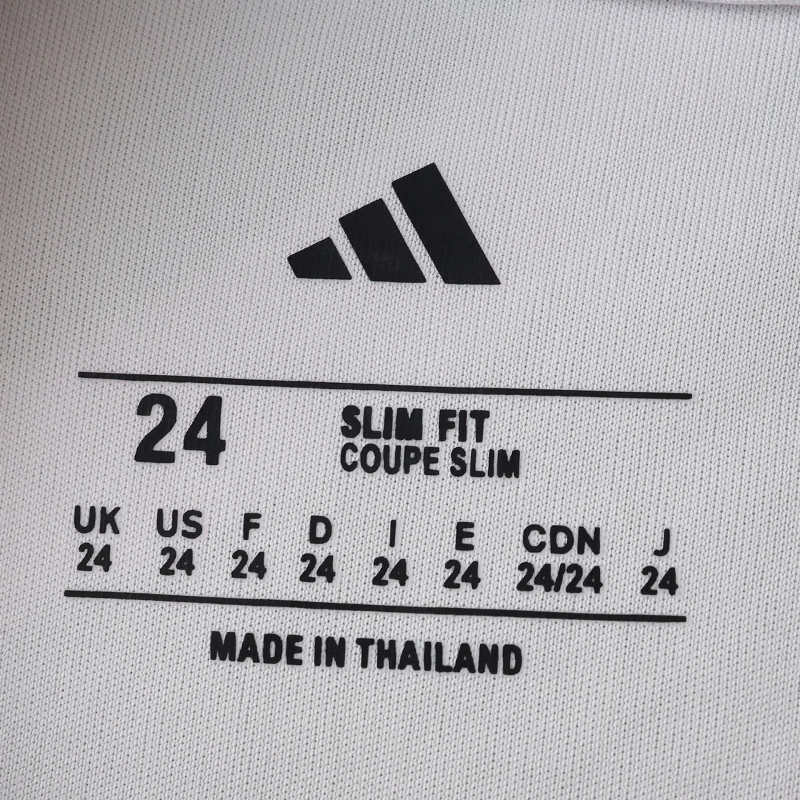 24
SLIM FIT
COUPE SLIM
UK US F D I E CDN J
24 24 24 24 24 24 24/24 24
MADE IN THAILAND